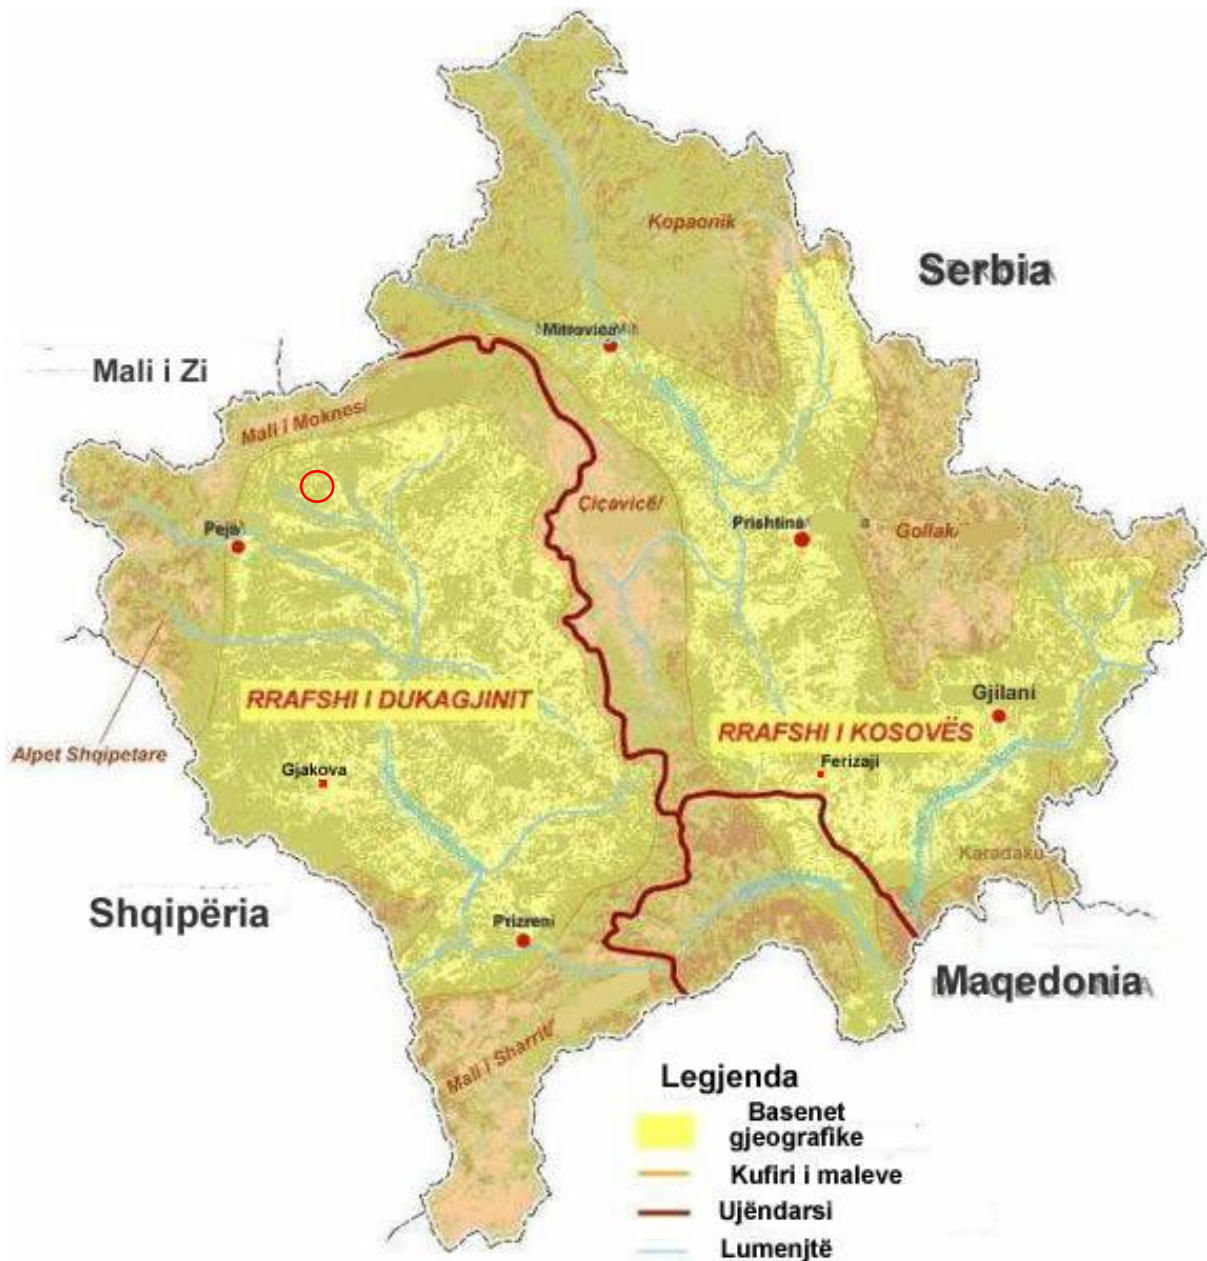 Kopaonik
Serbia
Mitrovica
Mali i Zi
Mali i Moknes/
Çiçavicë/
Peja
Prishtina
Gollak/
RRAFSHI I DUKAGJINIT
Gjilani
RRAFSHI I KOSOVËS
Alpet Shqipetare
Gjakova
Ferizaji
Karadaku
Shqipëria
Prizreni
Maqedonia
Mali i Sharrit/
Legjenda
Basenet
gjeografike
Kufiri i maleve
Ujëndarsi
Lumenjtë